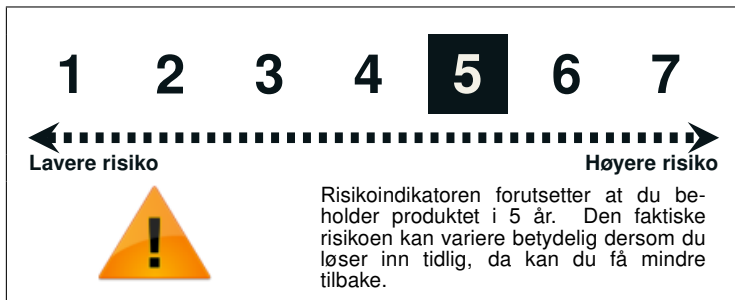 1 2 3 4 5 6 7
Lavere risiko Høyere risiko
Risikoindikatoren forutsetter at du be-
holder produktet i 5 år. Den faktiske
risikoen kan variere betydelig dersom du
løser inn tidlig, da kan du få mindre
tilbake.